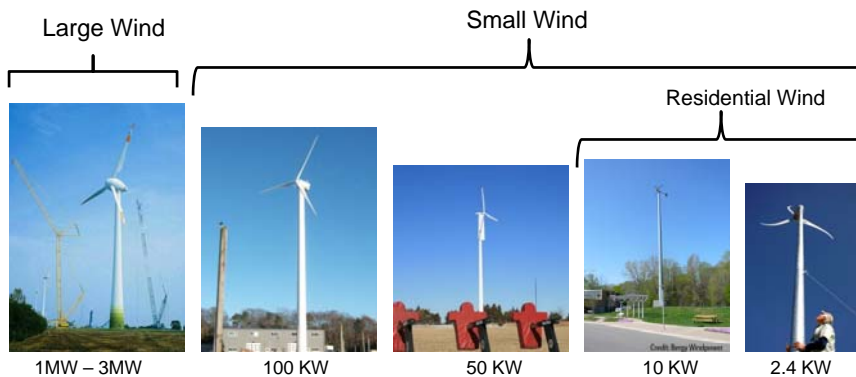 Large Wind
Small Wind
Residential Wind
Credit: Bergy Windpower
1MW – 3MW
100 KW
50 KW
10 KW
2.4 KW